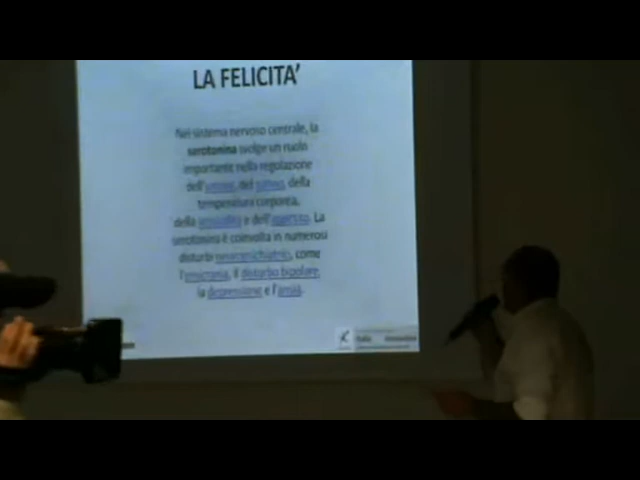 LA FELICITA'
Nel sistema nervoso centrale, la
serotonina svolge un ruolo
importante nella regolazione
dell'umore, del sonno, della
temperatura corporea,
della sessualità e dell'appetito. La
serotonina è coinvolta in numerosi
disturbi neuropsichiatrici, come
l'emicrania, il disturbo bipolare,
la depressione e l'ansia.
Italia